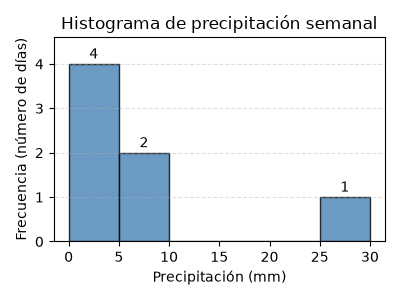 Histograma de precipitación semanal
Frecuencia (número de días)
4
3
2
1
0
4
2
1
0 5 10 15 20 25 30
Precipitación (mm)